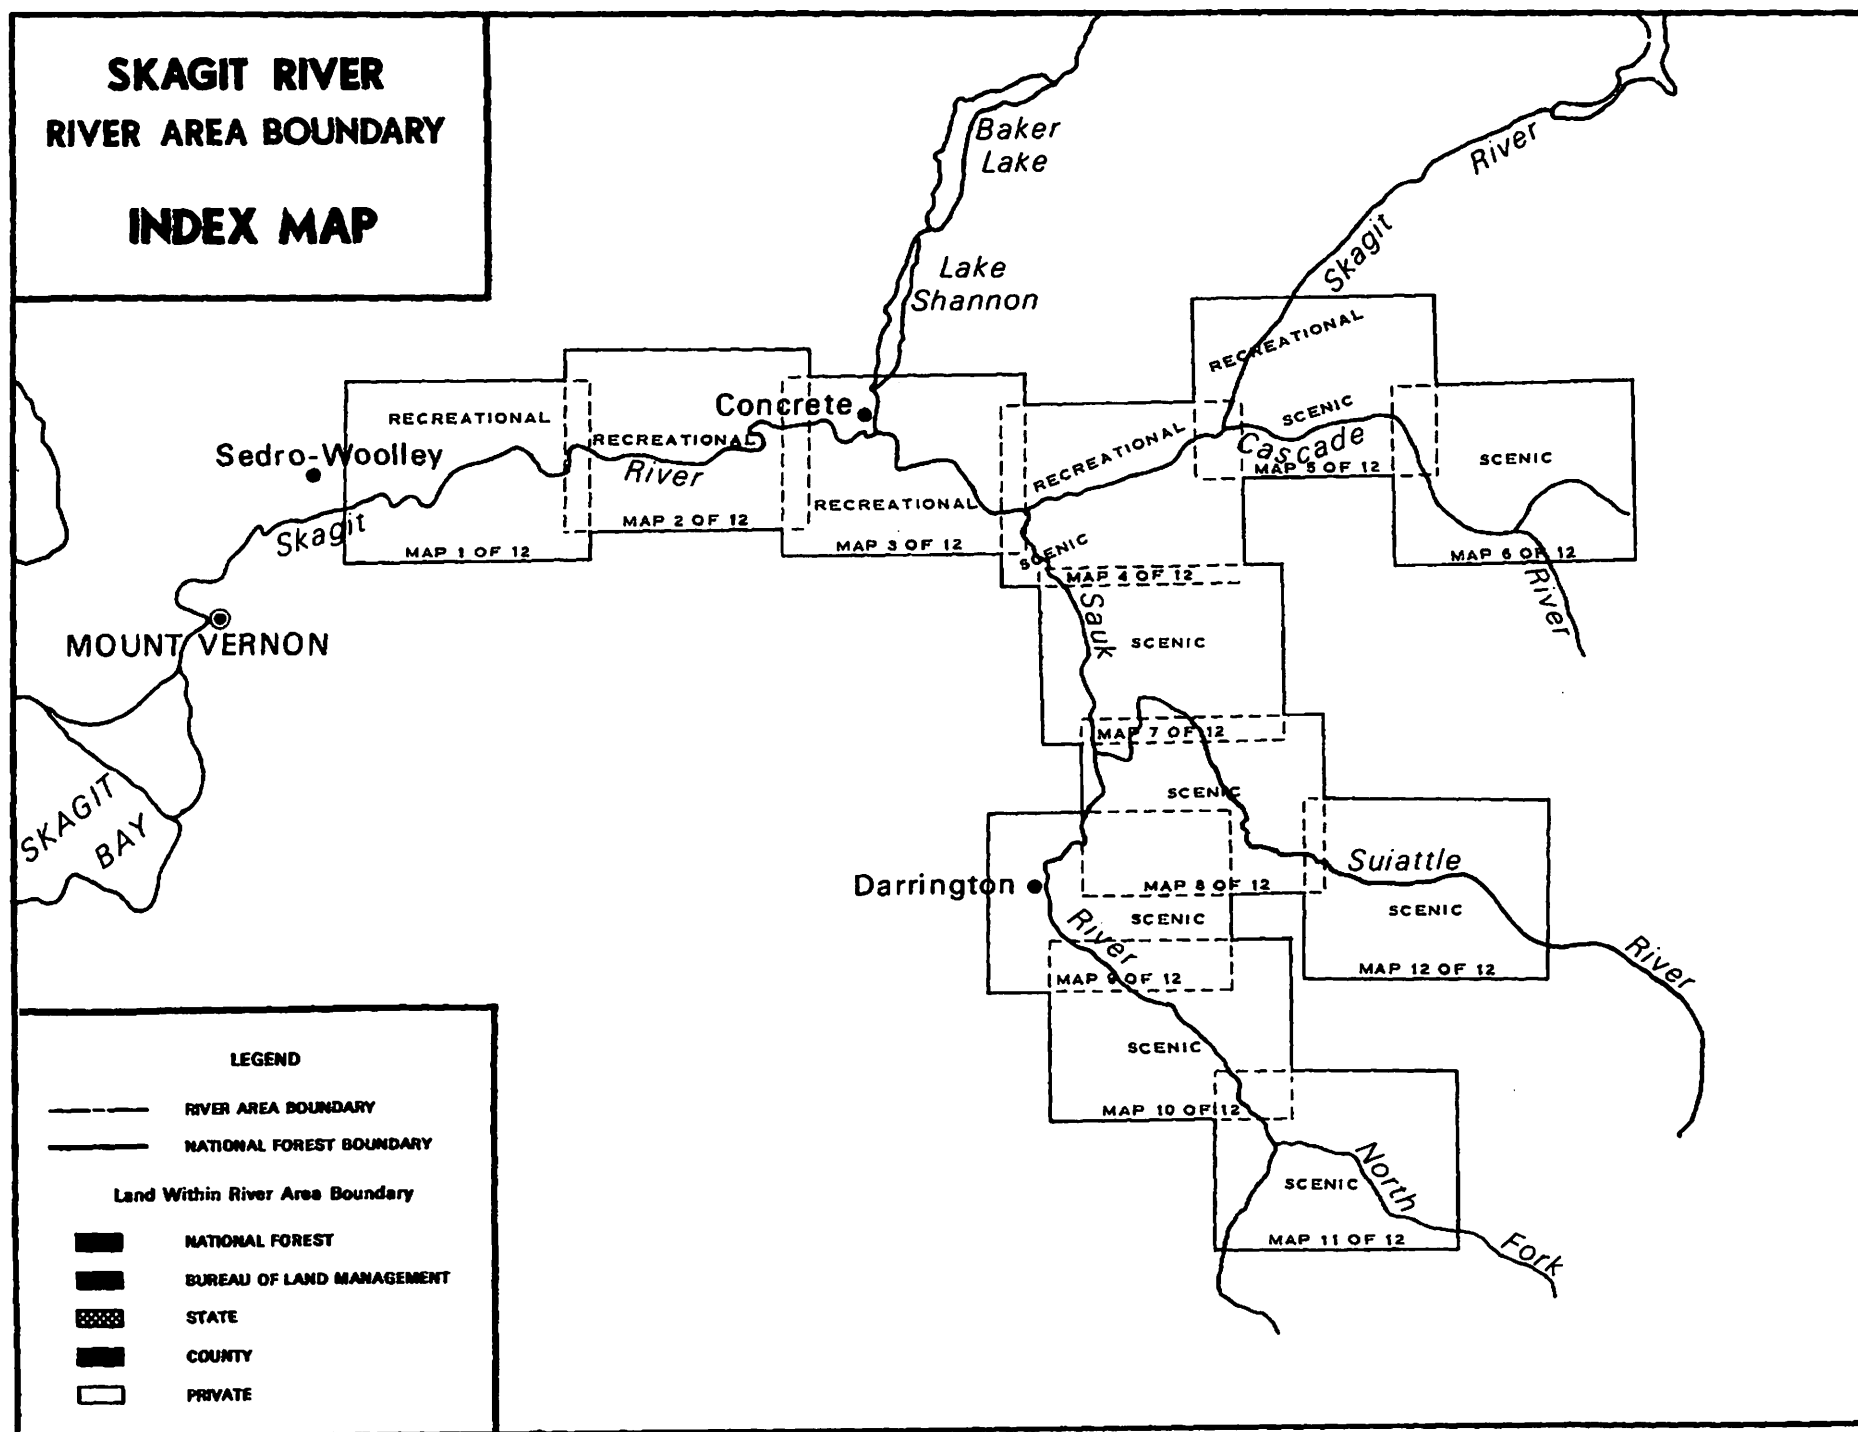 SKAGIT RIVER
RIVER AREA BOUNDARY
INDEX MAP
Baker
Lake
Lake
Shannon
River
Skagit
RECREATIONAL
SCENIC
Cascade
MAP 5 OF 12
SCENIC
MAP 6 OF 12
River
Concrete
RECREATIONAL
Sedro-Woolley
RECREATIONAL
River
RECREATIONAL
RECREATIONAL
MAP 2 OF 12
Skagit
MAP 1 OF 12
MAP 3 OF 12
SCENIC
MAP 4 OF 12
Sauk
SCENIC
MOUNT VERNON
MAP 7 OF 12
SCENIC
SKAGIT
BAY
Suiattle
Darrington
MAP 8 OF 12
SCENIC
SCENIC
River
River
MAP 9 OF 12
MAP 12 OF 12
SCENIC
MAP 10 OF 12
North
SCENIC
MAP 11 OF 12
Fork
LEGEND
RIVER AREA BOUNDARY
NATIONAL FOREST BOUNDARY
Land Within River Area Boundary
NATIONAL FOREST
BUREAU OF LAND MANAGEMENT
STATE
COUNTY
PRIVATE